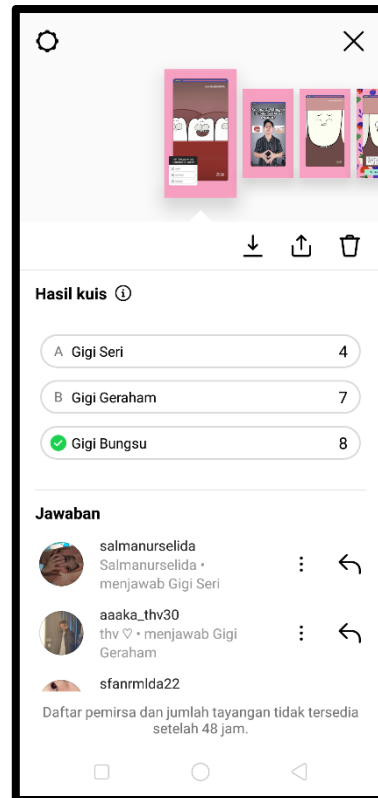 Hasil kuis
A Gigi Seri 4
B Gigi Geraham 7
Gigi Bungsu 8
Jawaban
salmanurselida
Salmanurselida •
menjawab Gigi Seri
aaaka_thv30
thv ♡ • menjawab Gigi
Geraham
sfanrmlda22
Daftar pemirsa dan jumlah tayangan tidak tersedia
setelah 48 jam.